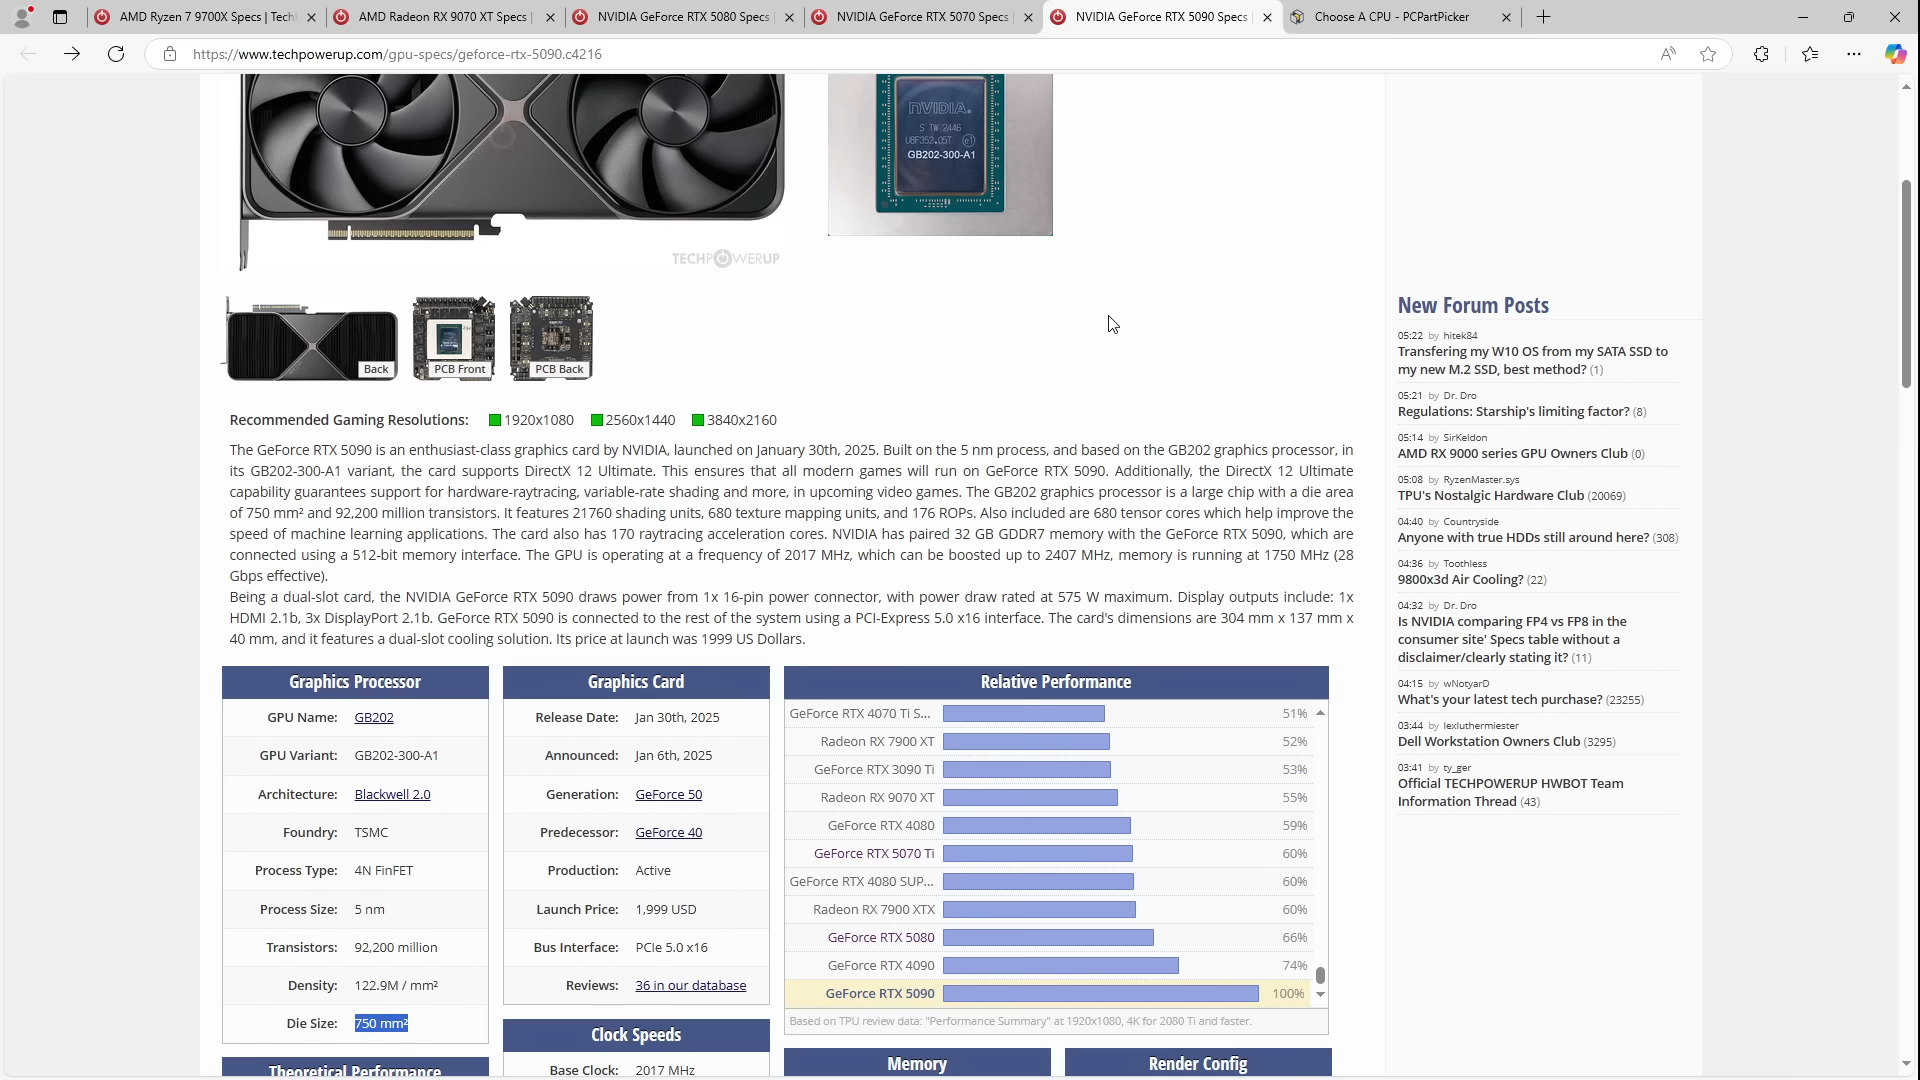 AMD Ryzen 7 9700X Specs | Tech
AMD Radeon RX 9070 XT Specs
NVIDIA GeForce RTX 5080 Specs
NVIDIA GeForce RTX 5070 Specs
NVIDIA GeForce RTX 5090 Specs
Choose A CPU - PCPartPicker
https://www.techpowerup.com/gpu-specs/geforce-rtx-5090.c4216
NVIDIA.
S TW 2446
U8F352.05T e1
GB202-300-A1
TECHPOWERUP
Back
PCB Front
PCB Back
Recommended Gaming Resolutions: 1920x1080 2560x1440 3840x2160
The GeForce RTX 5090 is an enthusiast-class graphics card by NVIDIA, launched on January 30th, 2025. Built on the 5 nm process, and based on the GB202 graphics processor, in
its GB202-300-A1 variant, the card supports DirectX 12 Ultimate. This ensures that all modern games will run on GeForce RTX 5090. Additionally, the DirectX 12 Ultimate
capability guarantees support for hardware-raytracing, variable-rate shading and more, in upcoming video games. The GB202 graphics processor is a large chip with a die area
of 750 mm² and 92,200 million transistors. It features 21760 shading units, 680 texture mapping units, and 176 ROPs. Also included are 680 tensor cores which help improve the
speed of machine learning applications. The card also has 170 raytracing acceleration cores. NVIDIA has paired 32 GB GDDR7 memory with the GeForce RTX 5090, which are
connected using a 512-bit memory interface. The GPU is operating at a frequency of 2017 MHz, which can be boosted up to 2407 MHz, memory is running at 1750 MHz (28
Gbps effective).
Being a dual-slot card, the NVIDIA GeForce RTX 5090 draws power from 1x 16-pin power connector, with power draw rated at 575 W maximum. Display outputs include: 1x
HDMI 2.1b, 3x DisplayPort 2.1b. GeForce RTX 5090 is connected to the rest of the system using a PCI-Express 5.0 x16 interface. The card's dimensions are 304 mm x 137 mm x
40 mm, and it features a dual-slot cooling solution. Its price at launch was 1999 US Dollars.
Graphics Processor
GPU Name: GB202
GPU Variant: GB202-300-A1
Architecture: Blackwell 2.0
Foundry: TSMC
Process Type: 4N FinFET
Process Size: 5 nm
Transistors: 92,200 million
Density: 122.9M / mm²
Die Size: 750 mm²
Theoretical Performance
Graphics Card
Release Date: Jan 30th, 2025
Announced: Jan 6th, 2025
Generation: GeForce 50
Predecessor: GeForce 40
Production: Active
Launch Price: 1,999 USD
Bus Interface: PCIe 5.0 x16
Reviews: 36 in our database
Clock Speeds
Base Clock: 2017 MHz
Relative Performance
GeForce RTX 4070 Ti S... 51%
Radeon RX 7900 XT 52%
GeForce RTX 3090 Ti 53%
Radeon RX 9070 XT 55%
GeForce RTX 4080 59%
GeForce RTX 5070 Ti 60%
GeForce RTX 4080 SUP... 60%
Radeon RX 7900 XTX 60%
GeForce RTX 5080 66%
GeForce RTX 4090 74%
GeForce RTX 5090 100%
Based on TPU review data: "Performance Summary" at 1920x1080, 4K for 2080 Ti and faster.
Memory
Render Config
New Forum Posts
05:22 by hitek84
Transfering my W10 OS from my SATA SSD to
my new M.2 SSD, best method? (1)
05:21 by Dr. Dro
Regulations: Starship's limiting factor? (8)
05:14 by SirKeldon
AMD RX 9000 series GPU Owners Club (0)
05:08 by RyzenMaster.sys
TPU's Nostalgic Hardware Club (20069)
04:40 by Countryside
Anyone with true HDDs still around here? (308)
04:36 by Toothless
9800x3d Air Cooling? (22)
04:32 by Dr. Dro
Is NVIDIA comparing FP4 vs FP8 in the
consumer site' Specs table without a
disclaimer/clearly stating it? (11)
04:15 by wNotyarD
What's your latest tech purchase? (23255)
03:44 by lexluthermiester
Dell Workstation Owners Club (3295)
03:41 by ty_ger
Official TECHPOWERUP HWBOT Team
Information Thread (43)